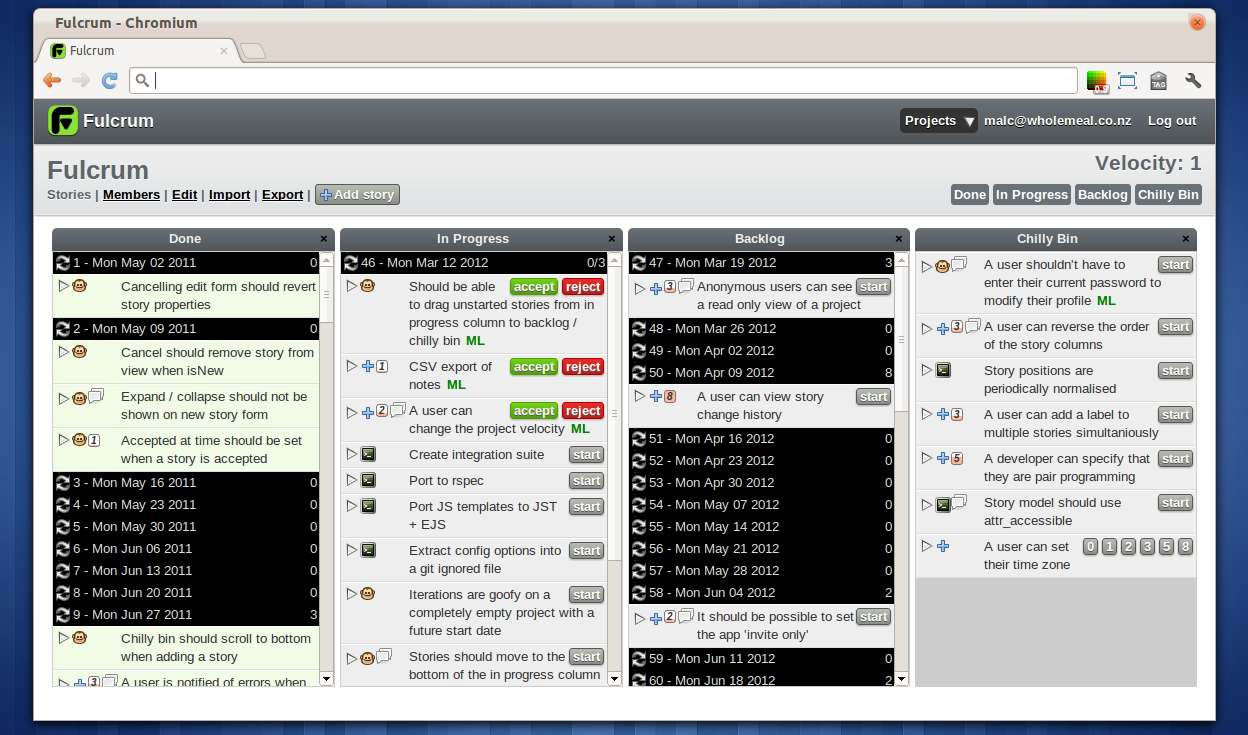 Fulcrum - Chromium
Fulcrum
0.9
TAG
Fulcrum
Projects ▼ malc@wholemeal.co.nz Log out
Fulcrum
Velocity: 1
Stories | Members | Edit | Import | Export | Add story
Done In Progress Backlog Chilly Bin
Done
1 - Mon May 02 2011 0
Cancelling edit form should revert
story properties
2 - Mon May 09 2011 0
Cancel should remove story from
view when isNew
Expand / collapse should not be
shown on new story form
1 Accepted at time should be set
when a story is accepted
3 - Mon May 16 2011 0
4 - Mon May 23 2011 0
5 - Mon May 30 2011 0
6 - Mon Jun 06 2011 0
7 - Mon Jun 13 2011 0
8 - Mon Jun 20 2011 0
9 - Mon Jun 27 2011 3
Chilly bin should scroll to bottom
when adding a story
3 A user is notified of errors when
In Progress
46 - Mon Mar 12 2012 0/3
Should be able accept reject
to drag unstarted stories from in
progress column to backlog /
chilly bin ML
1 CSV export of accept reject
notes ML
2 A user can accept reject
change the project velocity ML
Create integration suite start
Port to rspec start
Port JS templates to JST start
+ EJS
Extract config options into start
a git ignored file
Iterations are goofy on a start
completely empty project with a
future start date
Stories should move to the start
bottom of the in progress column
Backlog
47 - Mon Mar 19 2012 3
3 Anonymous users can see start
a read only view of a project
48 - Mon Mar 26 2012 0
49 - Mon Apr 02 2012 0
50 - Mon Apr 09 2012 8
8 A user can view story start
change history
51 - Mon Apr 16 2012 0
52 - Mon Apr 23 2012 0
53 - Mon Apr 30 2012 0
54 - Mon May 07 2012 0
55 - Mon May 14 2012 0
56 - Mon May 21 2012 0
57 - Mon May 28 2012 0
58 - Mon Jun 04 2012 2
2 It should be possible to set start
the app 'invite only'
59 - Mon Jun 11 2012 0
60 - Mon Jun 18 2012 2
Chilly Bin
A user shouldn't have to start
enter their current password to
modify their profile ML
3 A user can reverse the order start
of the story columns
Story positions are start
periodically normalised
3 A user can add a label to start
multiple stories simultaniously
5 A developer can specify that start
they are pair programming
Story model should use start
attr_accessible
A user can set 0 1 2 3 5 8
their time zone